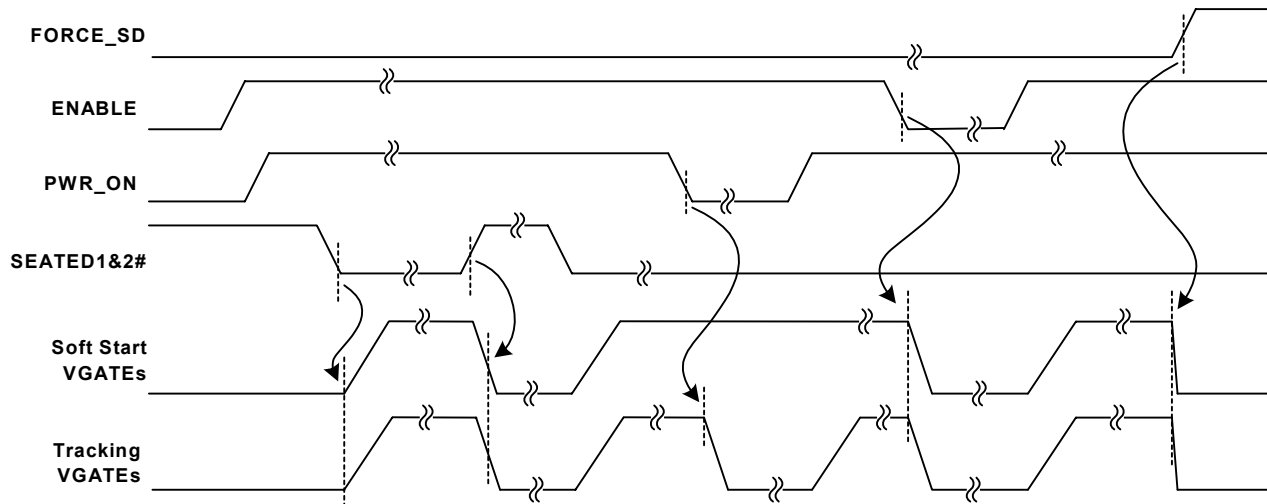 FORCE_SD
ENABLE
PWR_ON
SEATED1&2#
Soft Start
VGATEs
Tracking
VGATEs